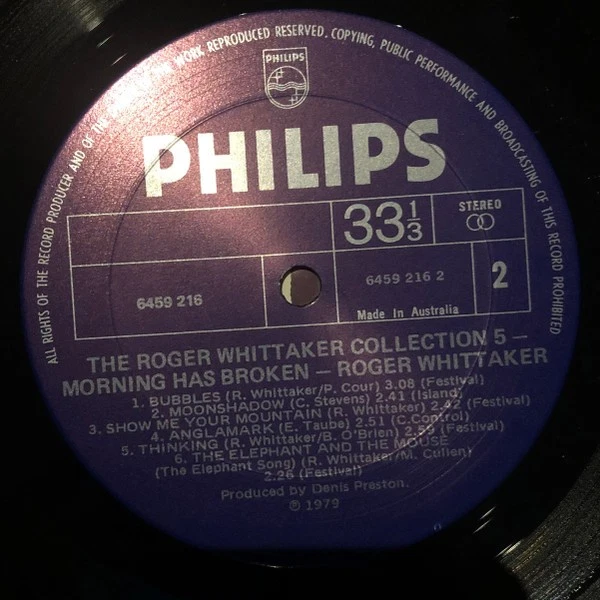 ALL RIGHTS OF THE RECORD PRODUCER AND OF THE WORK REPRODUCED RESERVED, COPYING, PUBLIC PERFORMANCE AND BROADCASTING OF THIS RECORD PROHIBITED
PHILIPS
PHILIPS
33 1/3
STEREO
6459 216
6459 216 2
2
Made In Australia
THE ROGER WHITTAKER COLLECTION 5 –
MORNING HAS BROKEN – ROGER WHITTAKER
1. BUBBLES (R. Whittaker/P. Cour) 3.08 (Festival)
2. MOONSHADOW (C. Stevens) 2.41 (Island)
3. SHOW ME YOUR MOUNTAIN (R. Whittaker) 2.42 (Festival)
4. ANGLAMARK (E. Taube) 2.51 (C.Control)
5. THINKING (R. Whittaker/B. O'Brien) 2.59 (Festival)
6. THE ELEPHANT AND THE MOUSE
(The Elephant Song) (R. Whittaker/M. Cullen)
2.26 (Festival)
Produced by Denis Preston.
℗ 1979